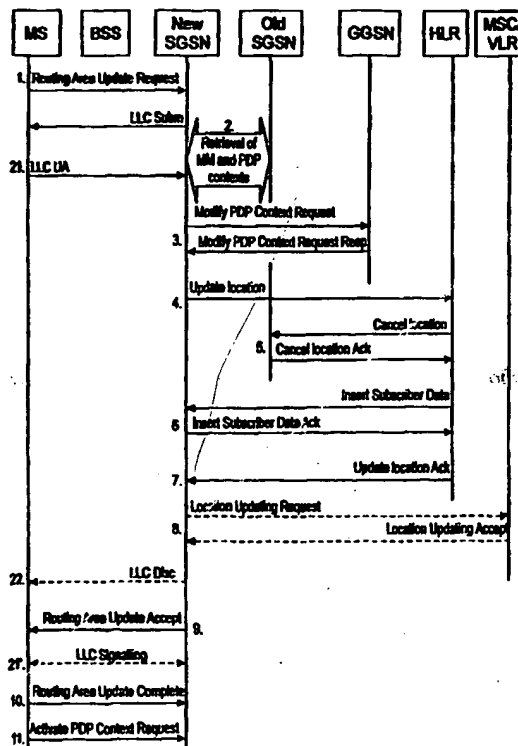 MS
BSS
New
SGSN
Old
SGSN
GGSN
HLR
MSC/
VLR
1. Routing Area Update Request
LLC
2.
Retrieval of
MM and PDP
contexts
21. LLC UA
Modify PDP Context Request
3. Modify PDP Context Request Resp
4. Update location
Cancel location
5. Cancel location Ack
Insert Subscriber Data
6 Insert Subscriber Data Ack
Update location Ack
7.
Location Updating Request
8. Location Updating Accept
22. LLC Disc
Routing Area Update Accept 9.
LLC Signalling
10. Routing Area Update Complete
11. Activate PDP Context Request